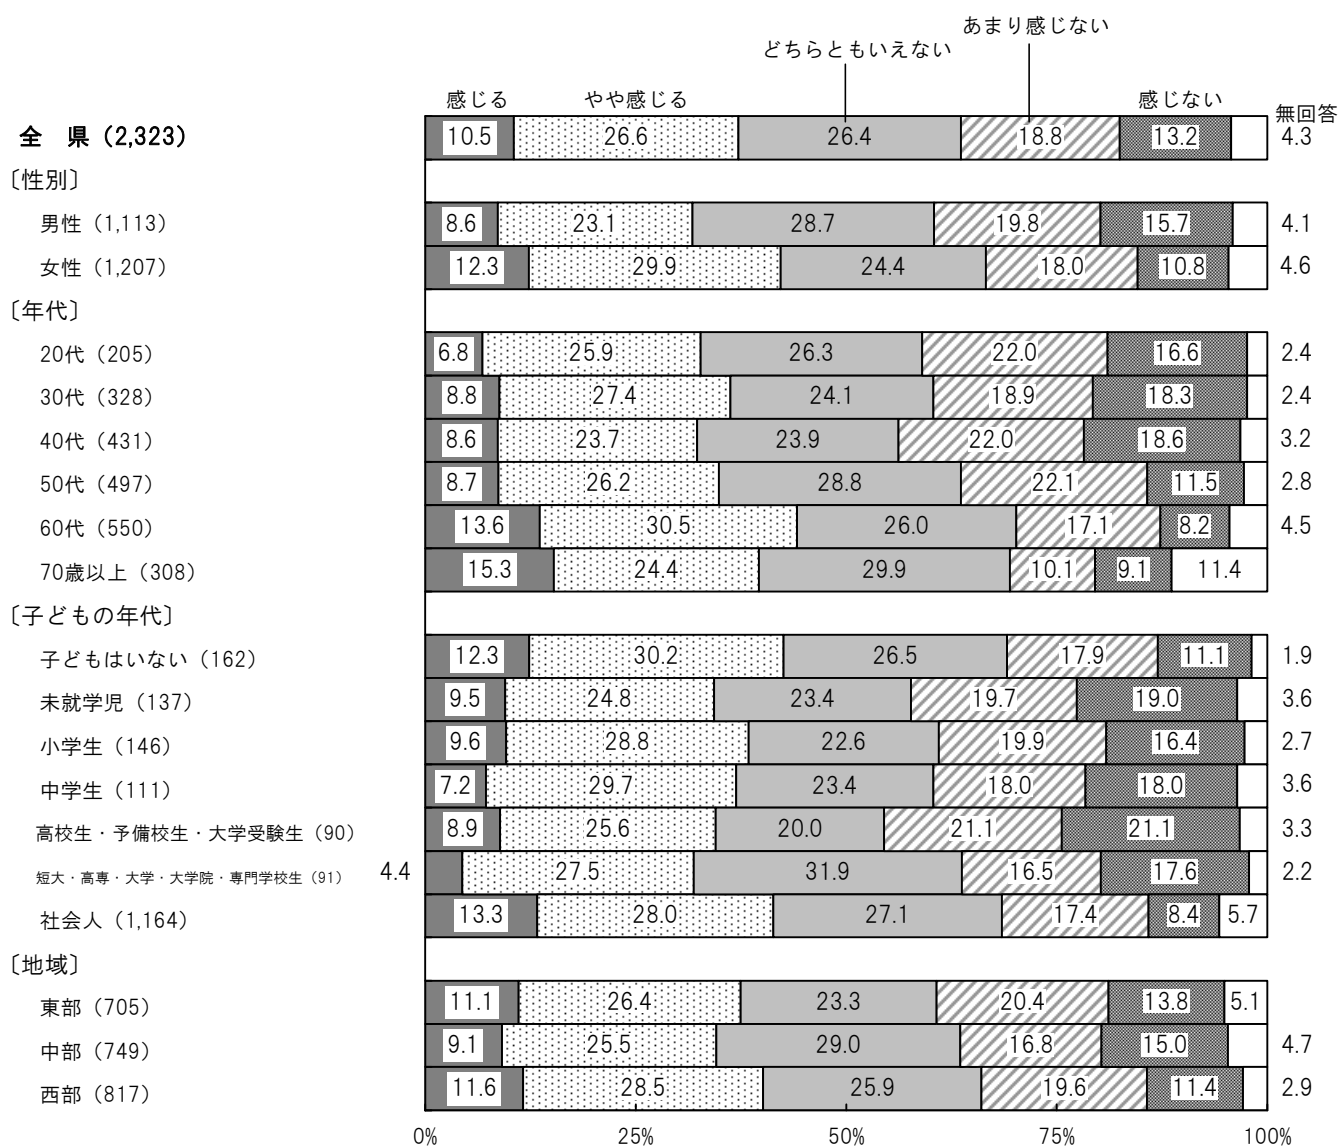 あまり感じない
どちらともいえない
感じる やや感じる 感じない 無回答
全 県（2,323） 10.5 26.6 26.4 18.8 13.2 4.3
〔性別〕
男性（1,113） 8.6 23.1 28.7 19.8 15.7 4.1
女性（1,207） 12.3 29.9 24.4 18.0 10.8 4.6
〔年代〕
20代（205） 6.8 25.9 26.3 22.0 16.6 2.4
30代（328） 8.8 27.4 24.1 18.9 18.3 2.4
40代（431） 8.6 23.7 23.9 22.0 18.6 3.2
50代（497） 8.7 26.2 28.8 22.1 11.5 2.8
60代（550） 13.6 30.5 26.0 17.1 8.2 4.5
70歳以上（308） 15.3 24.4 29.9 10.1 9.1 11.4
〔子どもの年代〕
子どもはいない（162） 12.3 30.2 26.5 17.9 11.1 1.9
未就学児（137） 9.5 24.8 23.4 19.7 19.0 3.6
小学生（146） 9.6 28.8 22.6 19.9 16.4 2.7
中学生（111） 7.2 29.7 23.4 18.0 18.0 3.6
高校生・予備校生・大学受験生（90） 8.9 25.6 20.0 21.1 21.1 3.3
短大・高専・大学・大学院・専門学校生（91） 4.4 27.5 31.9 16.5 17.6 2.2
社会人（1,164） 13.3 28.0 27.1 17.4 8.4 5.7
〔地域〕
東部（705） 11.1 26.4 23.3 20.4 13.8 5.1
中部（749） 9.1 25.5 29.0 16.8 15.0 4.7
西部（817） 11.6 28.5 25.9 19.6 11.4 2.9
0% 25% 50% 75% 100%